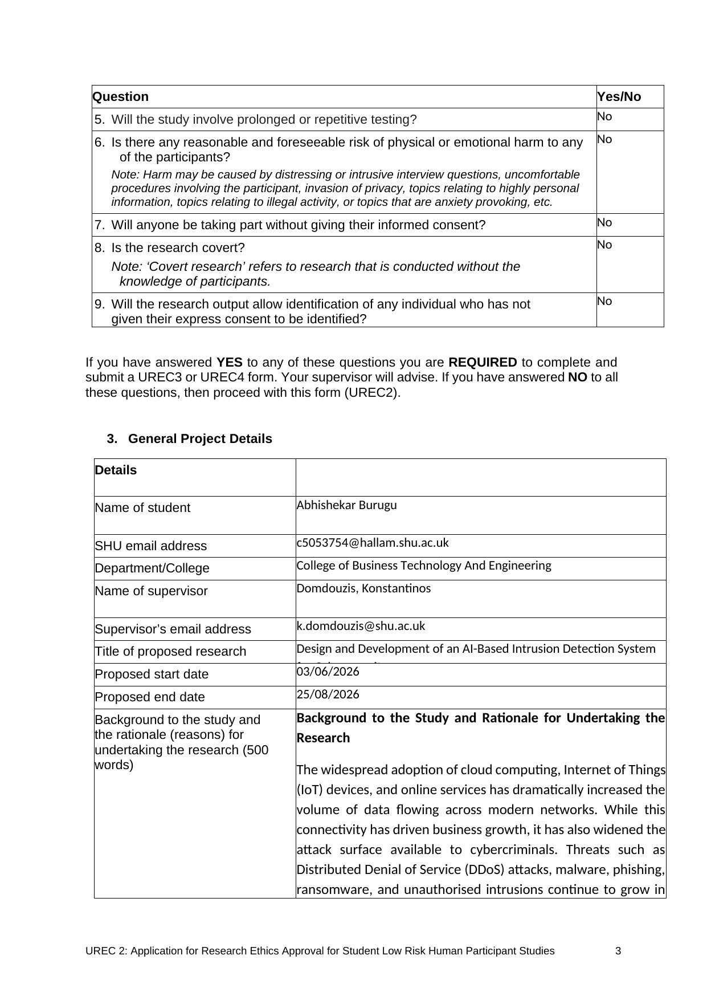 Question Yes/No
5. Will the study involve prolonged or repetitive testing? No
6. Is there any reasonable and foreseeable risk of physical or emotional harm to any No
of the participants?
Note: Harm may be caused by distressing or intrusive interview questions, uncomfortable
procedures involving the participant, invasion of privacy, topics relating to highly personal
information, topics relating to illegal activity, or topics that are anxiety provoking, etc.
7. Will anyone be taking part without giving their informed consent? No
8. Is the research covert? No
Note: ‘Covert research’ refers to research that is conducted without the
knowledge of participants.
9. Will the research output allow identification of any individual who has not No
given their express consent to be identified?
If you have answered YES to any of these questions you are REQUIRED to complete and
submit a UREC3 or UREC4 form. Your supervisor will advise. If you have answered NO to all
these questions, then proceed with this form (UREC2).
3. General Project Details
Details
Name of student Abhishekar Burugu
SHU email address c5053754@hallam.shu.ac.uk
Department/College College of Business Technology And Engineering
Name of supervisor Domdouzis, Konstantinos
Supervisor’s email address k.domdouzis@shu.ac.uk
Title of proposed research Design and Development of an AI-Based Intrusion Detection System
Proposed start date 03/06/2026
Proposed end date 25/08/2026
Background to the study and
the rationale (reasons) for
undertaking the research (500
words)
Background to the Study and Rationale for Undertaking the
Research
The widespread adoption of cloud computing, Internet of Things
(IoT) devices, and online services has dramatically increased the
volume of data flowing across modern networks. While this
connectivity has driven business growth, it has also widened the
attack surface available to cybercriminals. Threats such as
Distributed Denial of Service (DDoS) attacks, malware, phishing,
ransomware, and unauthorised intrusions continue to grow in
UREC 2: Application for Research Ethics Approval for Student Low Risk Human Participant Studies 3